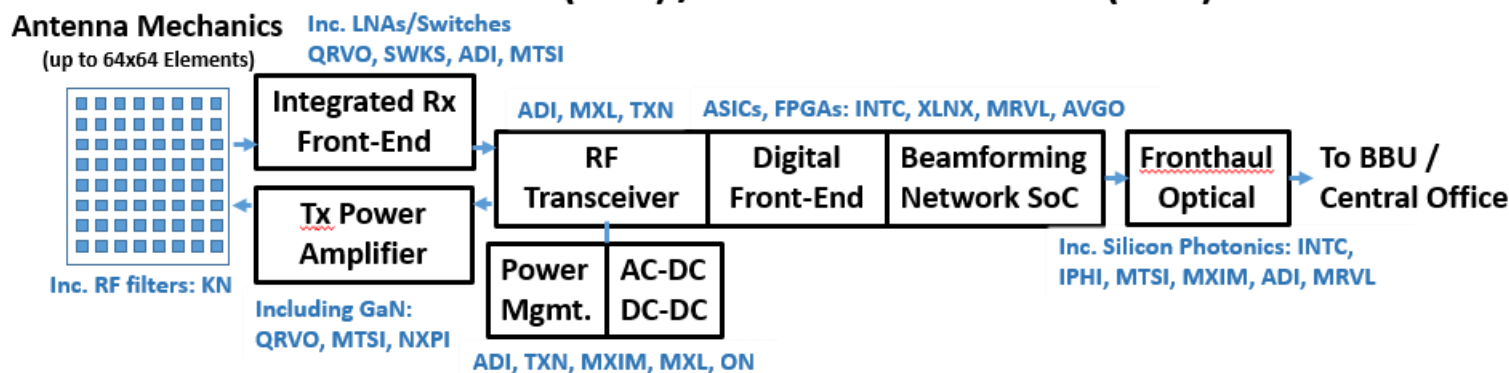 Antenna Mechanics
(up to 64x64 Elements)
Inc. LNAs/Switches
QRVO, SWKS, ADI, MTSI
Integrated Rx
Front-End
ADI, MXL, TXN
ASICs, FPGAs: INTC, XLNX, MRVL, AVGO
RF
Transceiver
Digital
Front-End
Beamforming
Network SoC
Fronthaul
Optical
To BBU /
Central Office
Tx Power
Amplifier
Inc. RF filters: KN
Including GaN:
QRVO, MTSI, NXPI
Power
Mgmt.
AC-DC
DC-DC
ADI, TXN, MXIM, MXL, ON
Inc. Silicon Photonics: INTC,
IPHI, MTSI, MXIM, ADI, MRVL